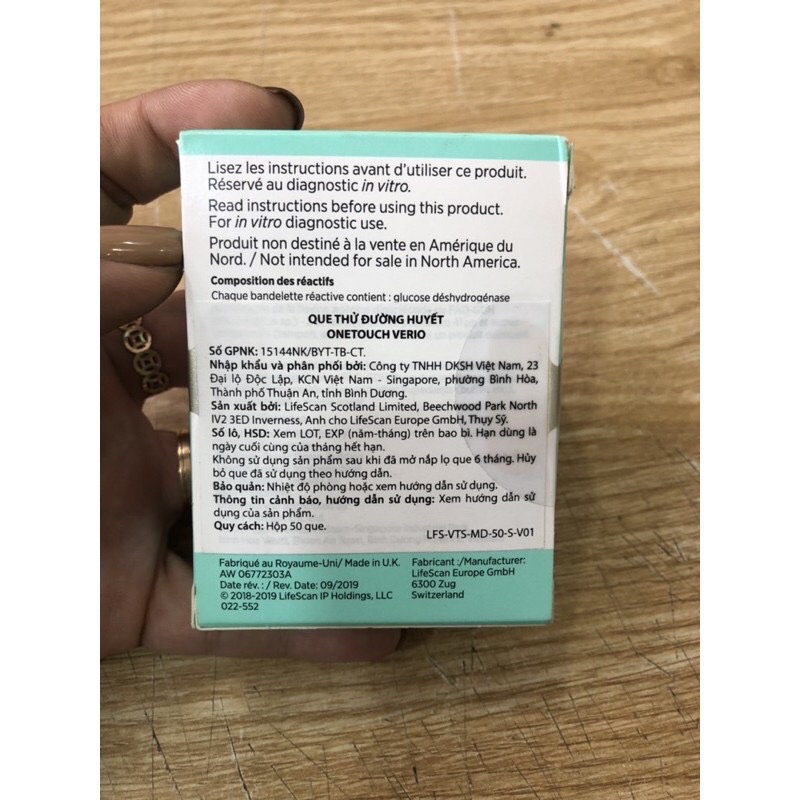 Lisez les instructions avant d'utiliser ce produit.
Réservé au diagnostic in vitro.
Read instructions before using this product.
For in vitro diagnostic use.
Produit non destiné à la vente en Amérique du
Nord. / Not intended for sale in North America.
Composition des réactifs
Chaque bandelette réactive contient : glucose déshydrogénase
QUE THỬ ĐƯỜNG HUYẾT
ONETOUCH VERIO
Số GPNK: 15144NK/BYT-TB-CT.
Nhập khẩu và phân phối bởi: Công ty TNHH DKSH Việt Nam, 23
Đại lộ Độc Lập, KCN Việt Nam - Singapore, phường Bình Hòa,
Thành phố Thuận An, tỉnh Bình Dương.
Sản xuất bởi: LifeScan Scotland Limited, Beechwood Park North
IV2 3ED Inverness, Anh cho LifeScan Europe GmbH, Thụy Sỹ.
Số lô, HSD: Xem LOT, EXP (năm-tháng) trên bao bì. Hạn dùng là
ngày cuối cùng của tháng hết hạn.
Không sử dụng sản phẩm sau khi đã mở nắp lọ que 6 tháng. Hủy
bỏ que đã sử dụng theo hướng dẫn.
Bảo quản: Nhiệt độ phòng hoặc xem hướng dẫn sử dụng.
Thông tin cảnh báo, hướng dẫn sử dụng: Xem hướng dẫn sử
dụng của sản phẩm.
Quy cách: Hộp 50 que.
LFS-VTS-MD-50-S-V01
Fabriqué au Royaume-Uni/ Made in U.K.
AW 06772303A
Date rév. : / Rev. Date: 09/2019
© 2018-2019 LifeScan IP Holdings, LLC
022-552
Fabricant :/Manufacturer:
LifeScan Europe GmbH
6300 Zug
Switzerland